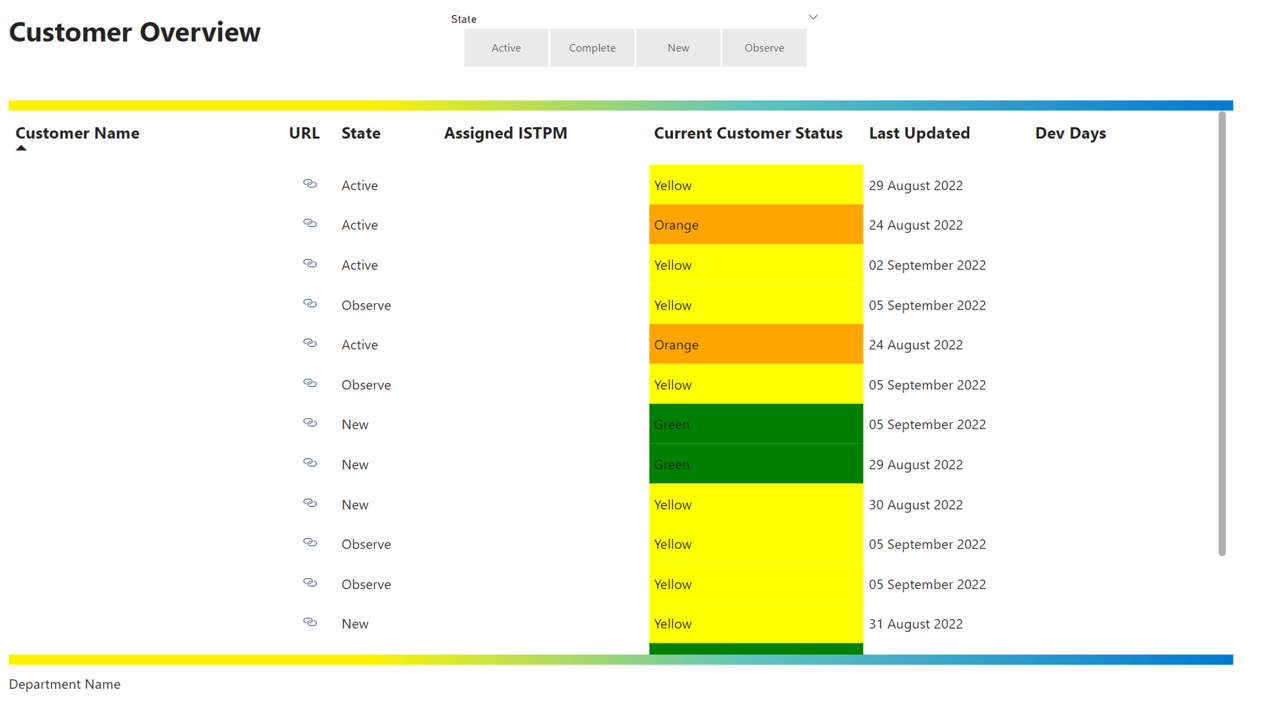 Customer Overview
State
Active Complete New Observe
Customer Name URL State Assigned ISTPM Current Customer Status Last Updated Dev Days
Active Yellow 29 August 2022
Active Orange 24 August 2022
Active Yellow 02 September 2022
Observe Yellow 05 September 2022
Active Orange 24 August 2022
Observe Yellow 05 September 2022
New Green 05 September 2022
New Green 29 August 2022
New Yellow 30 August 2022
Observe Yellow 05 September 2022
Observe Yellow 05 September 2022
New Yellow 31 August 2022
Department Name